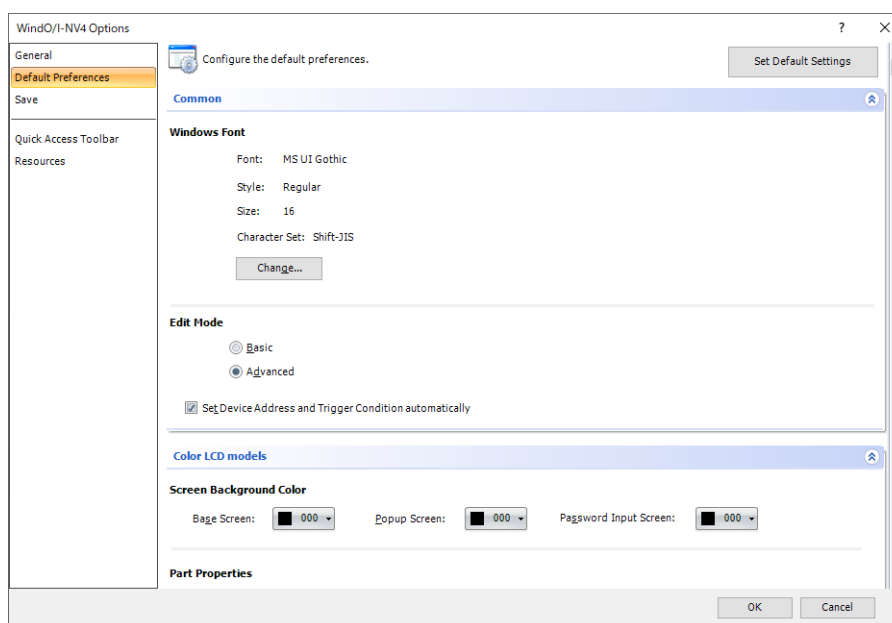 WindO/I-NV4 Options
?
General
Default Preferences
Save
Quick Access Toolbar
Resources
Configure the default preferences.
Set Default Settings
Common
Windows Font
Font: MS UI Gothic
Style: Regular
Size: 16
Character Set: Shift-JIS
Change...
Edit Mode
Basic
Advanced
Set Device Address and Trigger Condition automatically
Color LCD models
Screen Background Color
Base Screen: 000 Popup Screen: 000 Password Input Screen: 000
Part Properties
OK Cancel